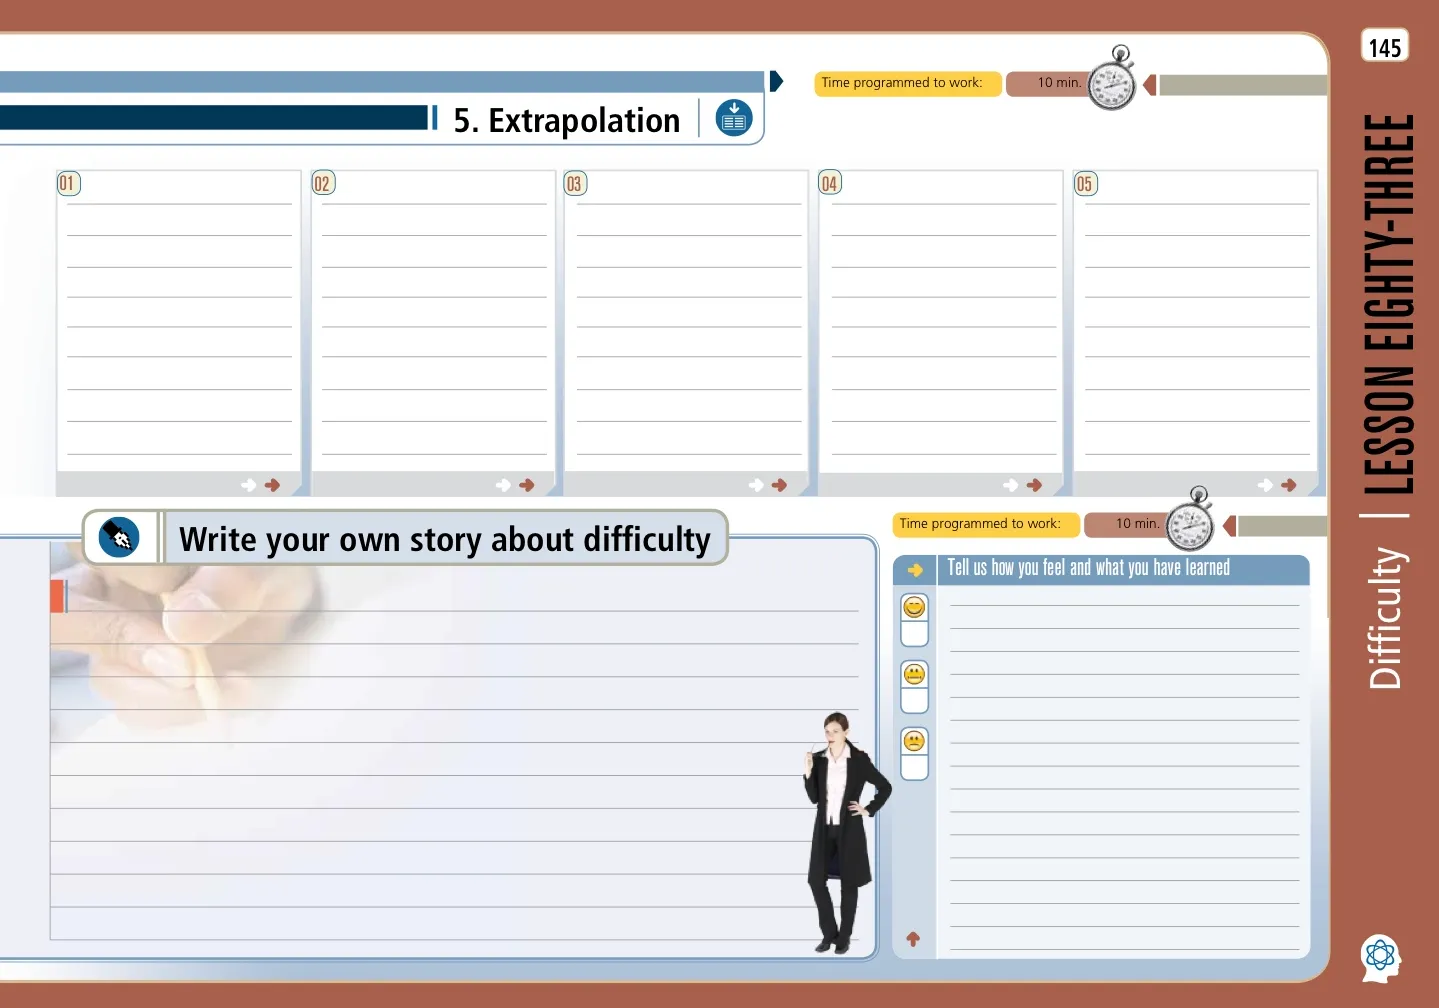 145
Time programmed to work:
10 min.
5. Extrapolation
01
02
03
04
05
Write your own story about difficulty
Time programmed to work:
10 min.
Tell us how you feel and what you have learned
LESSON EIGHTY-THREE
Difficulty